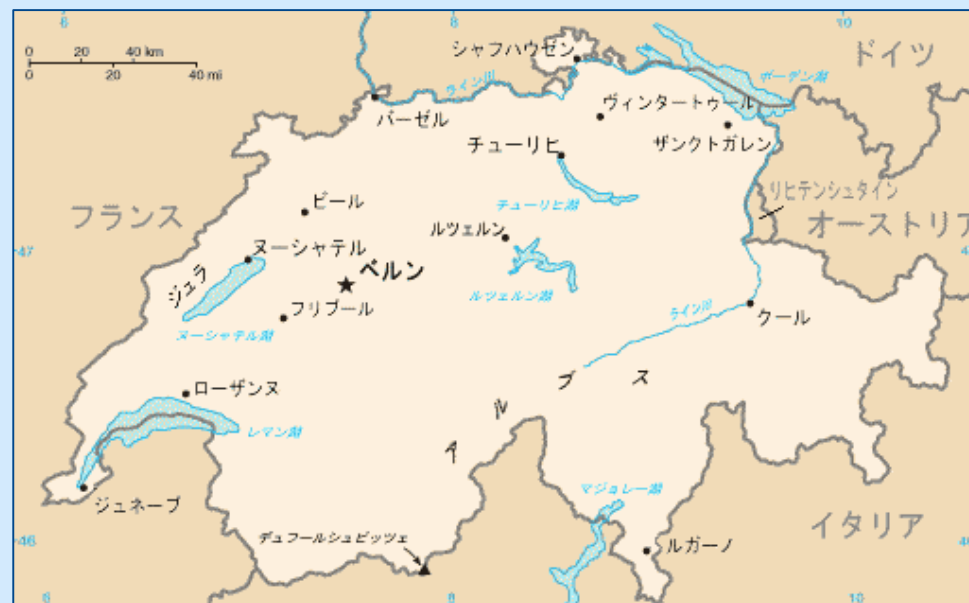 6
8
10
0 20 40 km
0 20 40 mi
シャフハウゼン
ドイツ
ライン川
ボーデン湖
バーゼル
ヴィンタートゥール
チューリヒ
ザンクトガレン
リヒテンシュタイン
フランス
ビール
チューリヒ湖
オーストリア
47
ヌーシャテル
ルツェルン
ジュラ
ベルン
ルツェルン湖
フリブール
ライン川
クール
ヌーシャテル湖
アルプス
ローザンヌ
レマン湖
マジョレー湖
ジュネーブ
デュフールシュピッツェ
イタリア
46
ルガーノ
6
8
10